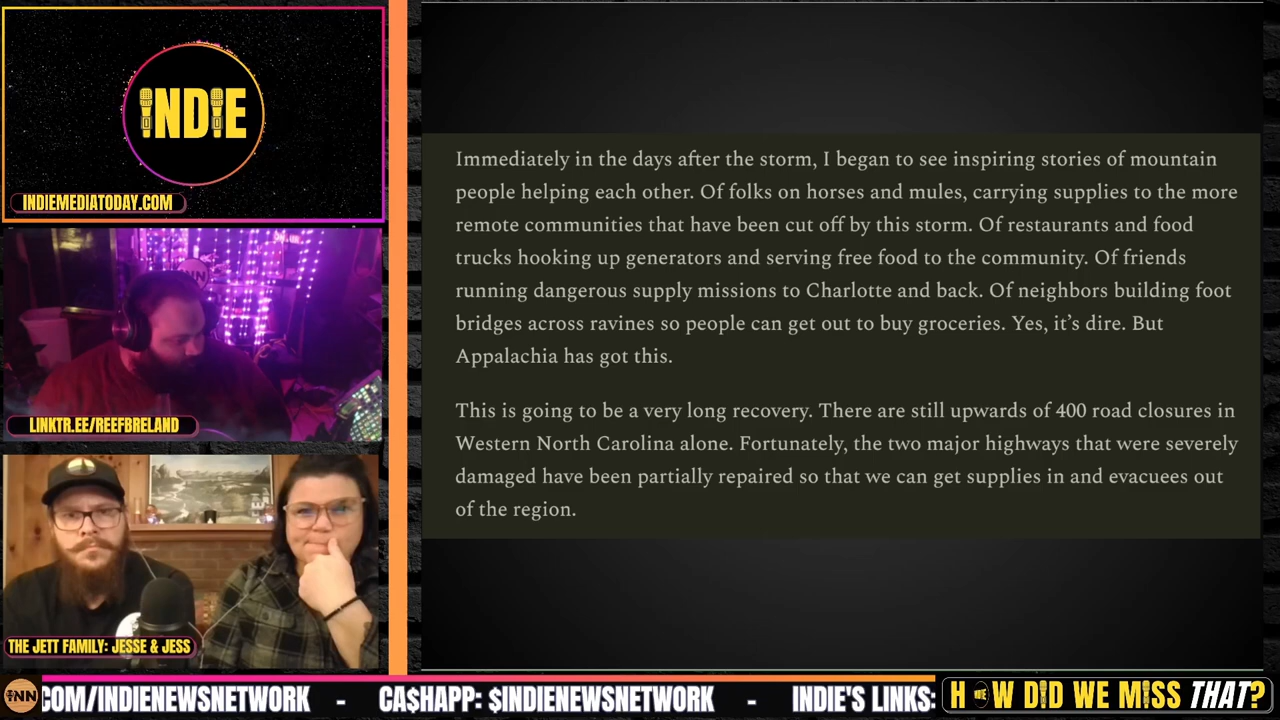 INDIE
INDIEMEDIATODAY.COM
LINKTR.EE/REEFBRELAND
THE JETT FAMILY: JESSE & JESS
Immediately in the days after the storm, I began to see inspiring stories of mountain
people helping each other. Of folks on horses and mules, carrying supplies to the more
remote communities that have been cut off by this storm. Of restaurants and food
trucks hooking up generators and serving free food to the community. Of friends
running dangerous supply missions to Charlotte and back. Of neighbors building foot
bridges across ravines so people can get out to buy groceries. Yes, it’s dire. But
Appalachia has got this.
This is going to be a very long recovery. There are still upwards of 400 road closures in
Western North Carolina alone. Fortunately, the two major highways that were severely
damaged have been partially repaired so that we can get supplies in and evacuees out
of the region.
INN
COM/INDIENEWSNETWORK - CA$HAPP: $INDIENEWSNETWORK - INDIE'S LINKS:
HOW DID WE MISS THAT?